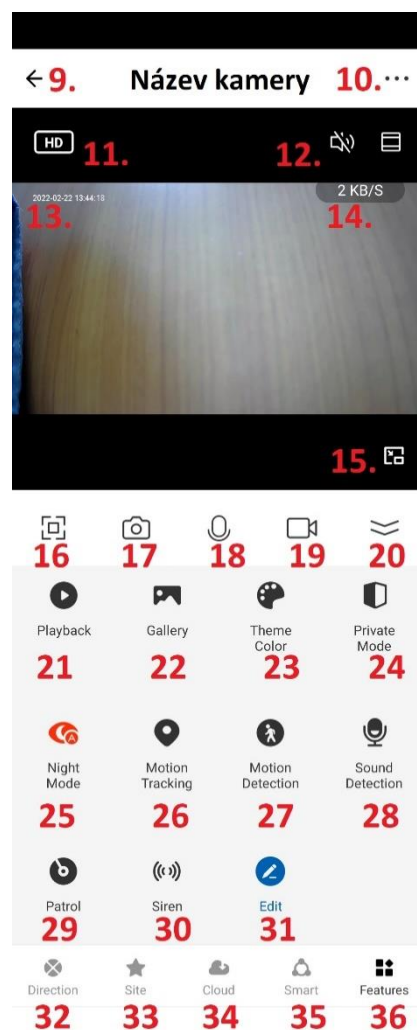 9. Název kamery 10.
HD 11. 12.
2022-02-22 13:44:18 2 KB/S
13. 14.
15.
16 17 18 19 20
Playback Gallery Theme Color Private Mode
21 22 23 24
Night Mode Motion Tracking Motion Detection Sound Detection
25 26 27 28
Patrol Siren Edit
29 30 31
Direction Site Cloud Smart Features
32 33 34 35 36